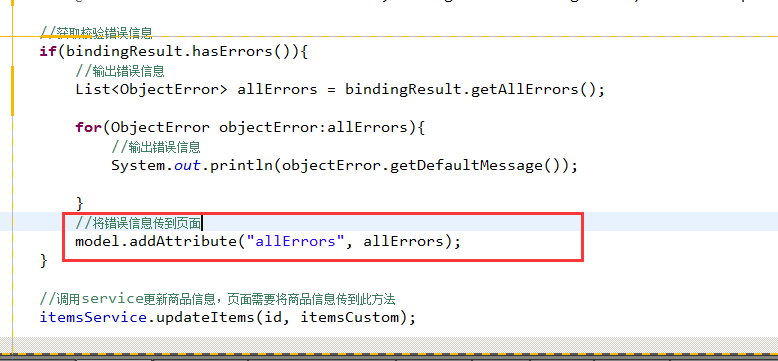 //获取校验错误信息
if(bindingResult.hasErrors()){
//输出错误信息
List<ObjectError> allErrors = bindingResult.getAllErrors();
for(ObjectError objectError:allErrors){
//输出错误信息
System.out.println(objectError.getDefaultMessage());
}
//将错误信息传到页面
model.addAttribute("allErrors", allErrors);
}
//调用service更新商品信息，页面需要将商品信息传到此方法
itemsService.updateItems(id, itemsCustom);